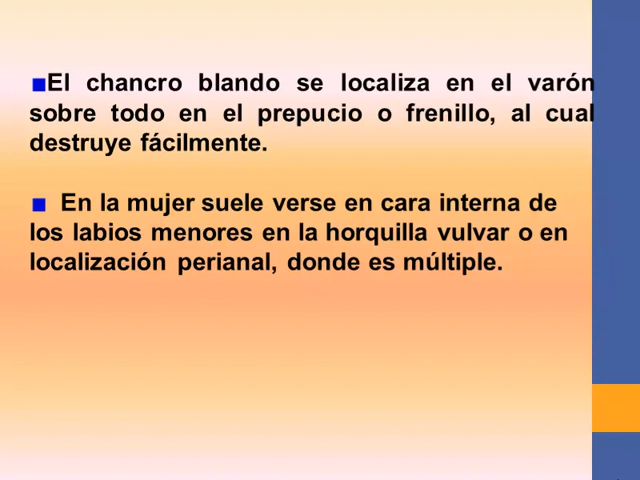 El chancro blando se localiza en el varón
sobre todo en el prepucio o frenillo, al cual
destruye fácilmente.
En la mujer suele verse en cara interna de
los labios menores en la horquilla vulvar o en
localización perianal, donde es múltiple.